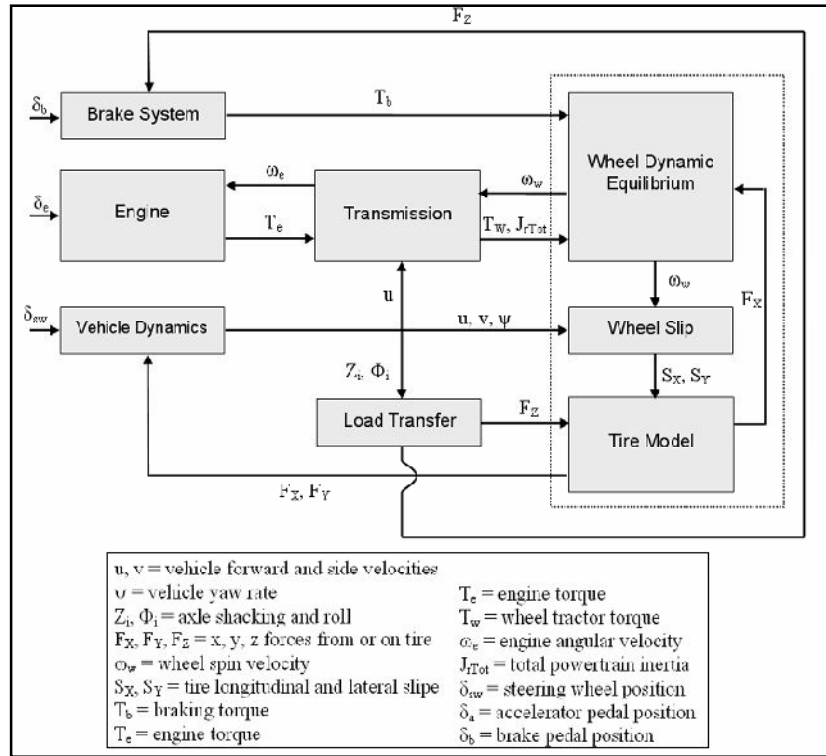 F_Z
δ_b
Brake System
T_b
Wheel Dynamic
Equilibrium
ω_e
ω_w
δ_e
Engine
Transmission
T_e
T_W, J_rTot
u
ω_w
F_X
δ_sw
Vehicle Dynamics
u, v, ψ
Wheel Slip
Z_i, Φ_i
S_X, S_Y
Load Transfer
F_Z
Tire Model
F_X, F_Y
u, v = vehicle forward and side velocities
υ = vehicle yaw rate
Z_i, Φ_i = axle shacking and roll
F_X, F_Y, F_Z = x, y, z forces from or on tire
ω_w = wheel spin velocity
S_X, S_Y = tire longitudinal and lateral slipe
T_b = braking torque
T_e = engine torque
T_e = engine torque
T_w = wheel tractor torque
ω_e = engine angular velocity
J_rTot = total powertrain inertia
δ_sw = steering wheel position
δ_a = accelerator pedal position
δ_b = brake pedal position